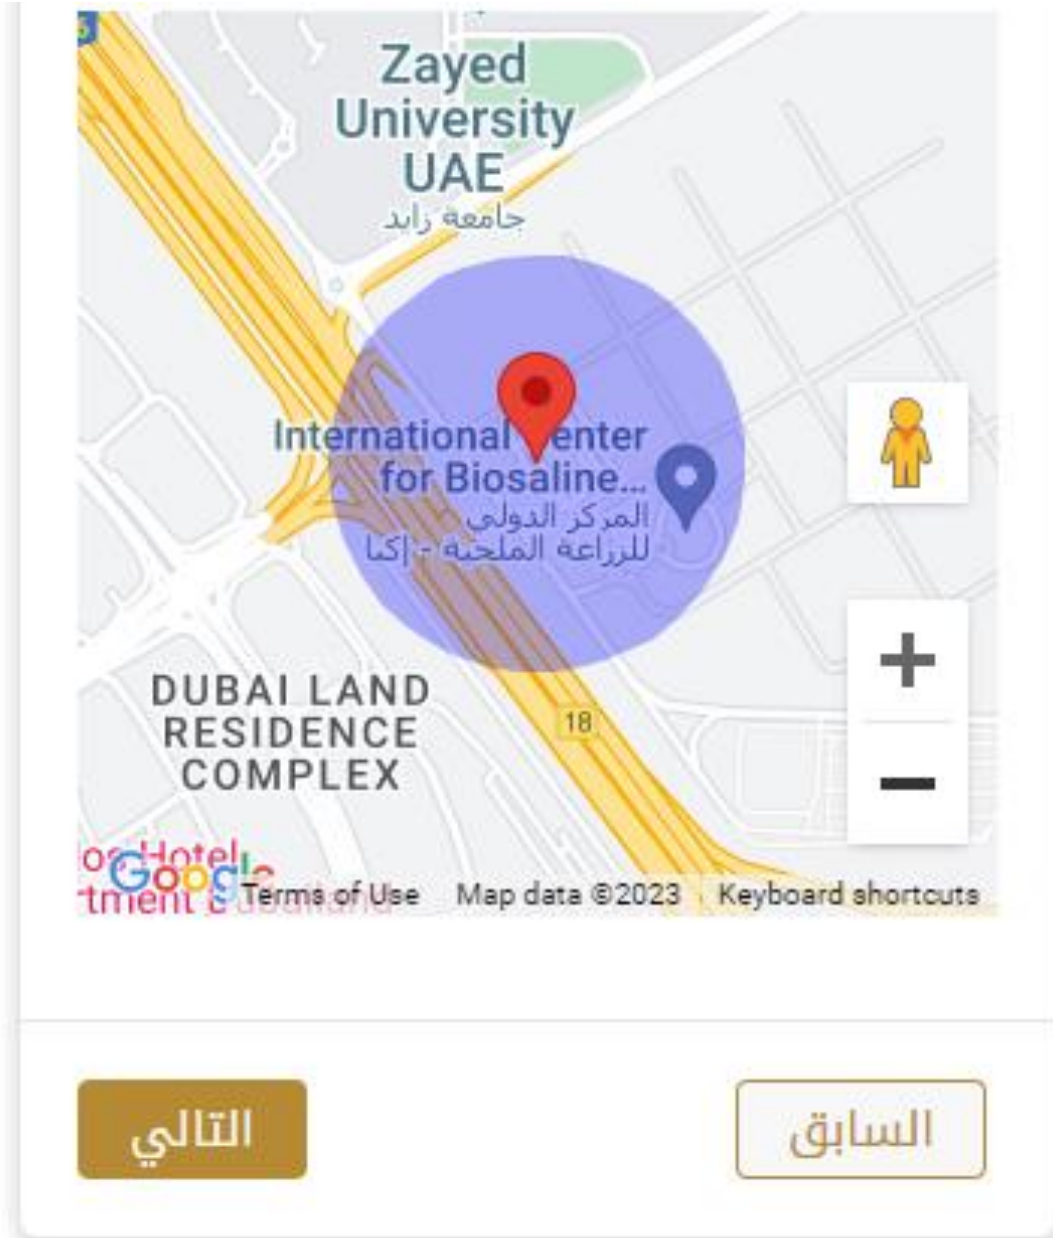 Zayed
University
UAE
جامعة زايد
International Center
for Biosaline...
المركز الدولي
للزراعة الملحية - إكبا
DUBAI LAND
RESIDENCE
COMPLEX
18
Hotel
Google
Terms of Use
Map data ©2023
Keyboard shortcuts
السابق
التالي